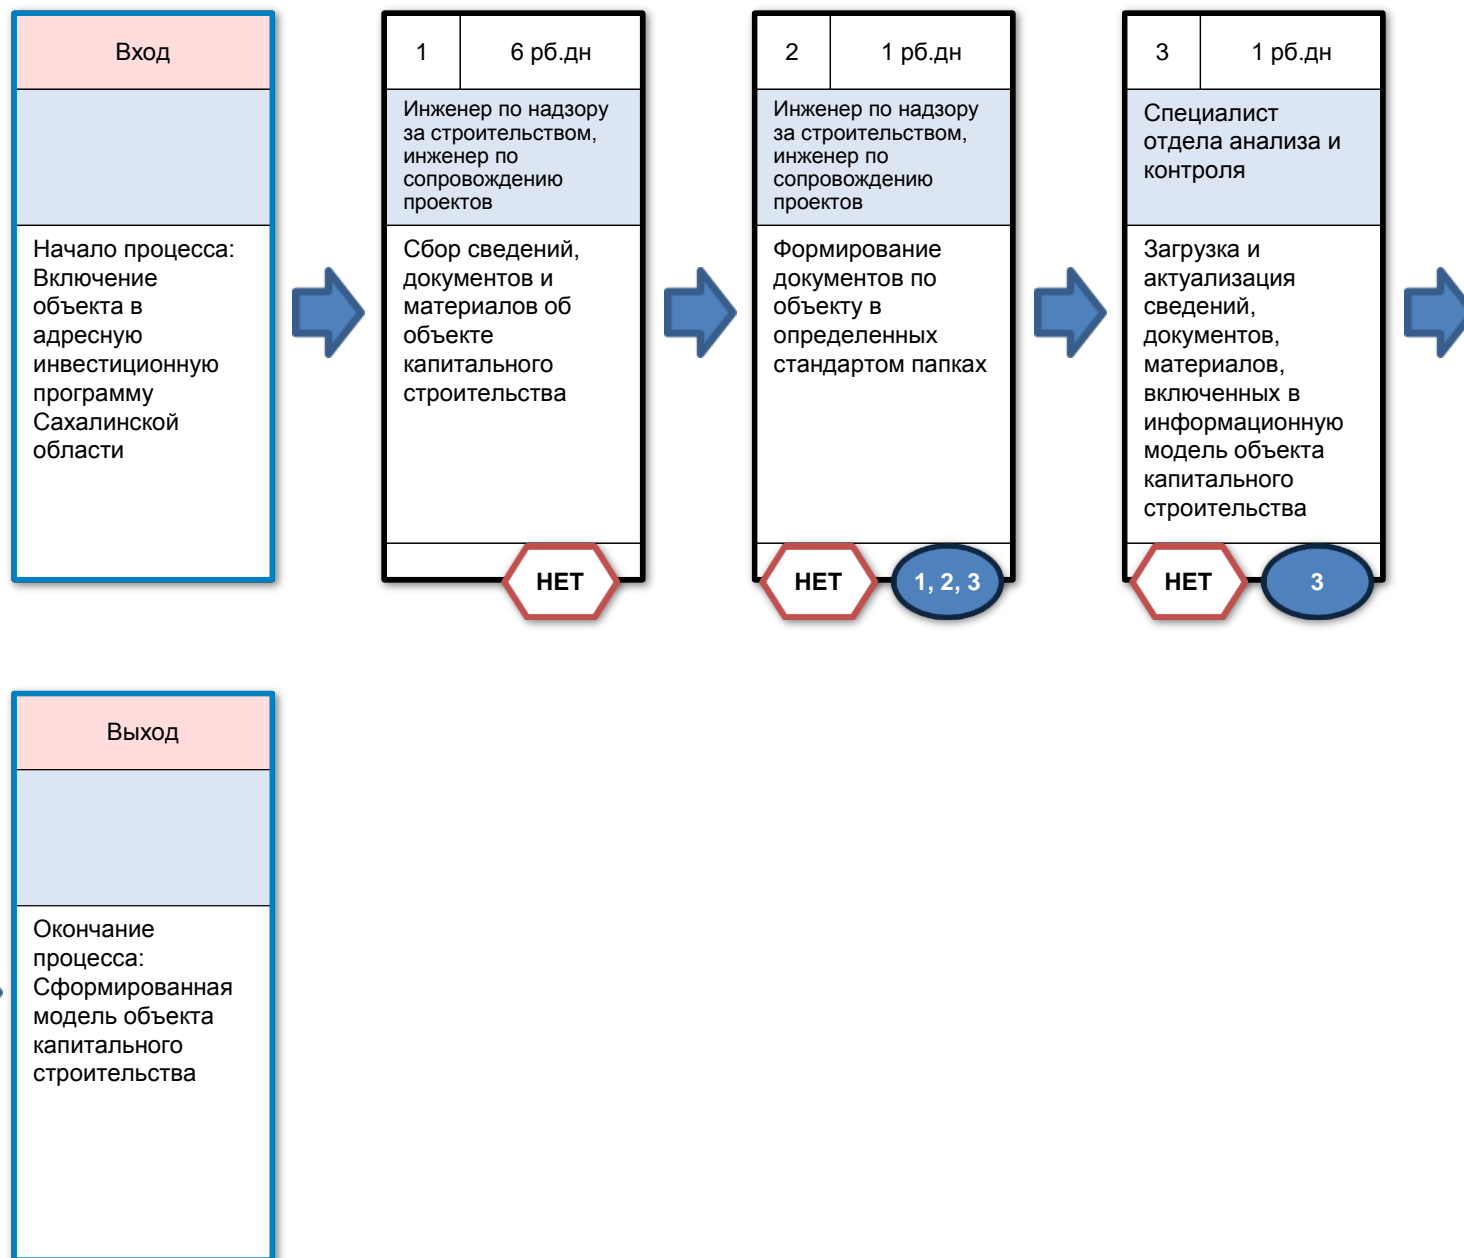 Вход
Начало процесса:
Включение
объекта в
адресную
инвестиционную
программу
Сахалинской
области
1
6 рб.дн
Инженер по надзору
за строительством,
инженер по
сопровождению
проектов
Сбор сведений,
документов и
материалов об
объекте
капитального
строительства
НЕТ
2
1 рб.дн
Инженер по надзору
за строительством,
инженер по
сопровождению
проектов
Формирование
документов по
объекту в
определенных
стандартом папках
НЕТ
1, 2, 3
3
1 рб.дн
Специалист
отдела анализа и
контроля
Загрузка и
актуализация
сведений,
документов,
материалов,
включенных в
информационную
модель объекта
капитального
строительства
НЕТ
3
Выход
Окончание
процесса:
Сформированная
модель объекта
капитального
строительства